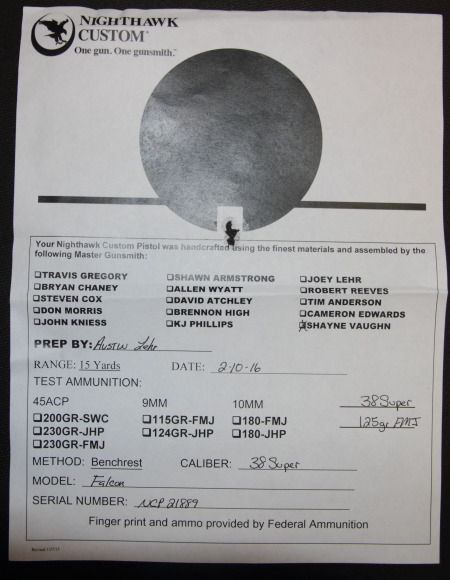 NIGHTHAWK
CUSTOM®
One gun. One gunsmith.™
Your Nighthawk Custom Pistol was handcrafted using the finest materials and assembled by the
following Master Gunsmith:
☐TRAVIS GREGORY ☐SHAWN ARMSTRONG ☐JOEY LEHR
☐BRYAN CHANEY ☐ALLEN WYATT ☐ROBERT REEVES
☐STEVEN COX ☐DAVID ATCHLEY ☐TIM ANDERSON
☐DON MORRIS ☐BRENNON HIGH ☐CAMERON EDWARDS
☐JOHN KNIESS ☐KJ PHILLIPS ☒SHAYNE VAUGHN
PREP BY: Austin Lehr
RANGE: 15 Yards DATE: 2-10-16
TEST AMMUNITION:
45ACP 9MM 10MM 38 Super
☐200GR-SWC ☐115GR-FMJ ☐180-FMJ 125gr FMJ
☐230GR-JHP ☐124GR-JHP ☐180-JHP
☐230GR-FMJ
METHOD: Benchrest CALIBER: 38 Super
MODEL: Falcon
SERIAL NUMBER: NCP 21889
Finger print and ammo provided by Federal Ammunition